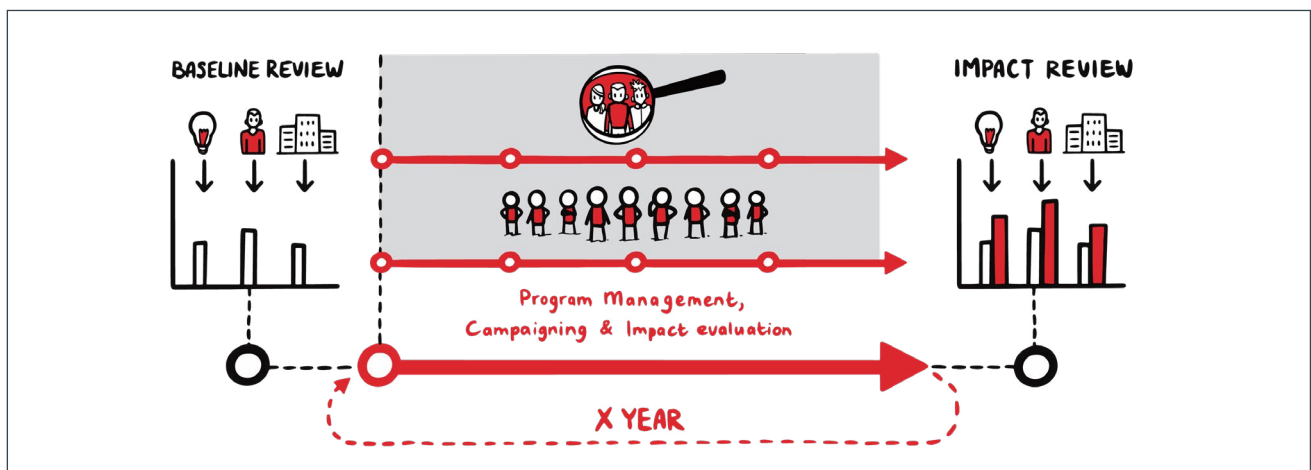 BASELINE REVIEW
IMPACT REVIEW
Program Management,
Campaigning & Impact evaluation
X YEAR